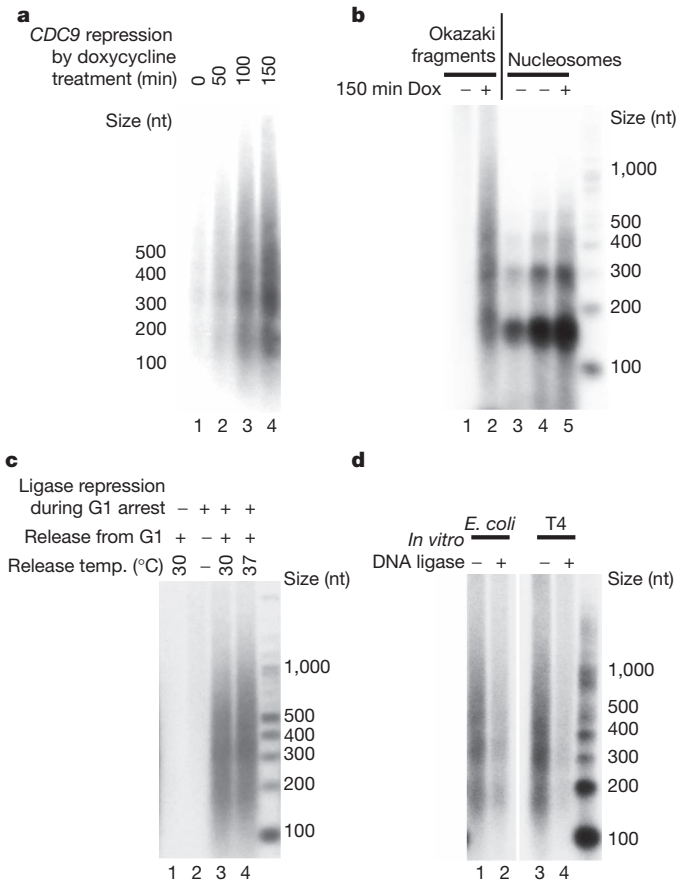 a
CDC9 repression
by doxycycline
treatment (min)
0 50 100 150
Size (nt)
500
400
300
200
100
1 2 3 4
b
Okazaki
fragments
Nucleosomes
150 min Dox – + – – +
Size (nt)
1,000
500
400
300
200
100
1 2 3 4 5
c
Ligase repression
during G1 arrest – + + +
Release from G1 + – + +
Release temp. (°C) 30 – 30 37
Size (nt)
1,000
500
400
300
200
100
1 2 3 4
d
E. coli T4
In vitro
DNA ligase – + – +
Size (nt)
1,000
500
400
300
200
100
1 2 3 4